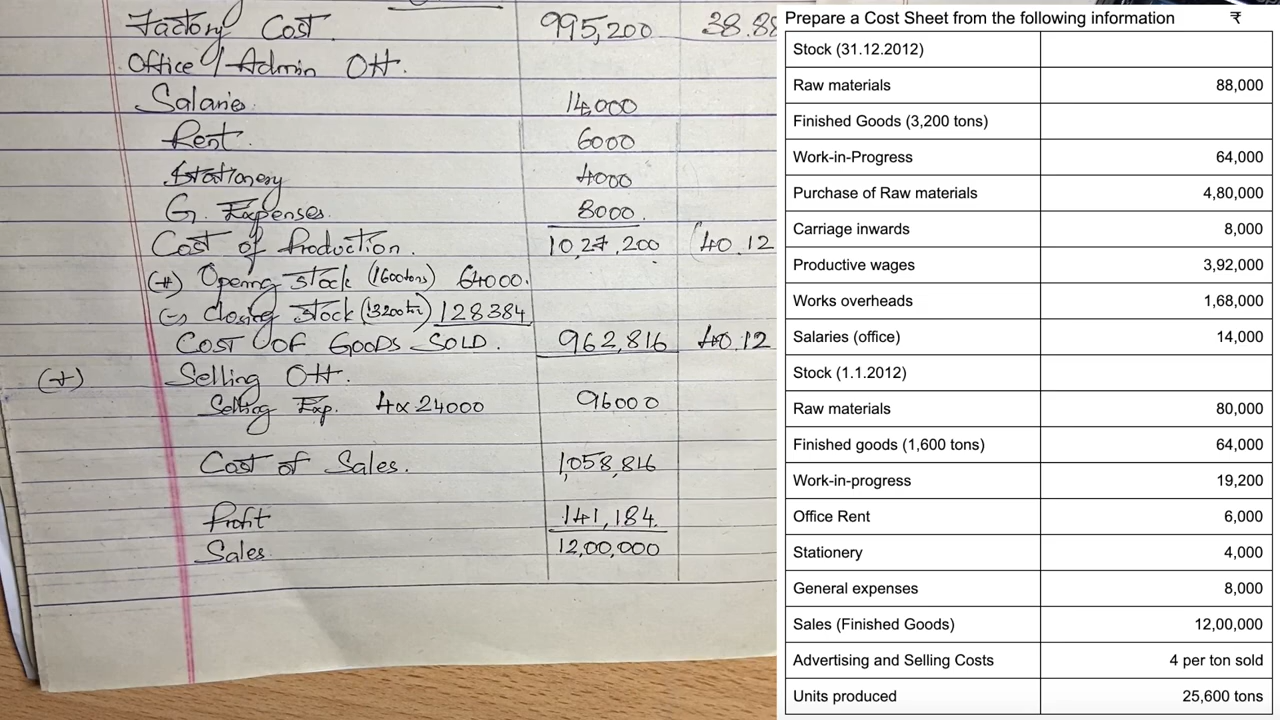 Factory Cost. 995,200 38.88
Office / Admin OH.
Salaries. 14,000
Rent. 6000
Stationery 4000
G. Expenses. 8000.
Cost of Production. 10,27,200 (40.12
(+) Opening stock (1600tons) 64000.
(-) closing stock (3200tn) 128384
COST OF GOODS SOLD. 962,816 40.12
(+) Selling OH.
Selling Exp. 4x24000 96000
Cost of Sales. 1,058,816
Profit 141,184.
Sales 12,00,000
Prepare a Cost Sheet from the following information ₹
Stock (31.12.2012)
Raw materials 88,000
Finished Goods (3,200 tons)
Work-in-Progress 64,000
Purchase of Raw materials 4,80,000
Carriage inwards 8,000
Productive wages 3,92,000
Works overheads 1,68,000
Salaries (office) 14,000
Stock (1.1.2012)
Raw materials 80,000
Finished goods (1,600 tons) 64,000
Work-in-progress 19,200
Office Rent 6,000
Stationery 4,000
General expenses 8,000
Sales (Finished Goods) 12,00,000
Advertising and Selling Costs 4 per ton sold
Units produced 25,600 tons